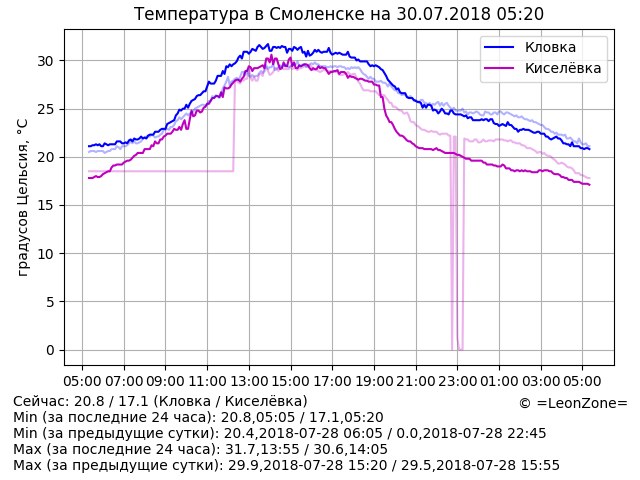 Температура в Смоленске на 30.07.2018 05:20
градусов Цельсия, °C
30
25
20
15
10
5
0
Кловка
Киселёвка
05:00 07:00 09:00 11:00 13:00 15:00 17:00 19:00 21:00 23:00 01:00 03:00 05:00
Сейчас: 20.8 / 17.1 (Кловка / Киселёвка)
© =LeonZone=
Min (за последние 24 часа): 20.8,05:05 / 17.1,05:20
Min (за предыдущие сутки): 20.4,2018-07-28 06:05 / 0.0,2018-07-28 22:45
Max (за последние 24 часа): 31.7,13:55 / 30.6,14:05
Max (за предыдущие сутки): 29.9,2018-07-28 15:20 / 29.5,2018-07-28 15:55